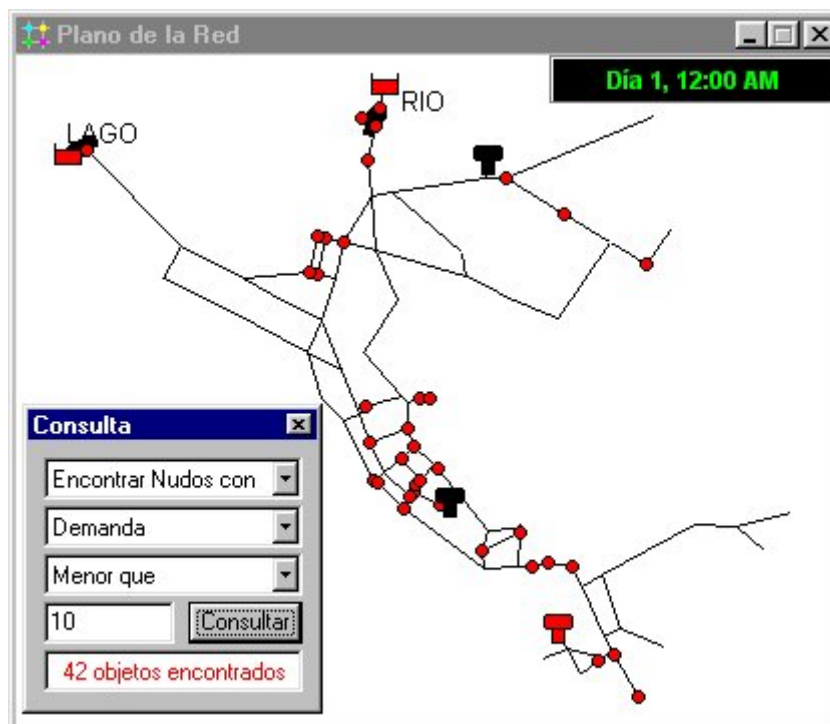 Plano de la Red
Día 1, 12:00 AM
RIO
LAGO
Consulta
Encontrar Nudos con
Demanda
Menor que
10
Consultar
42 objetos encontrados